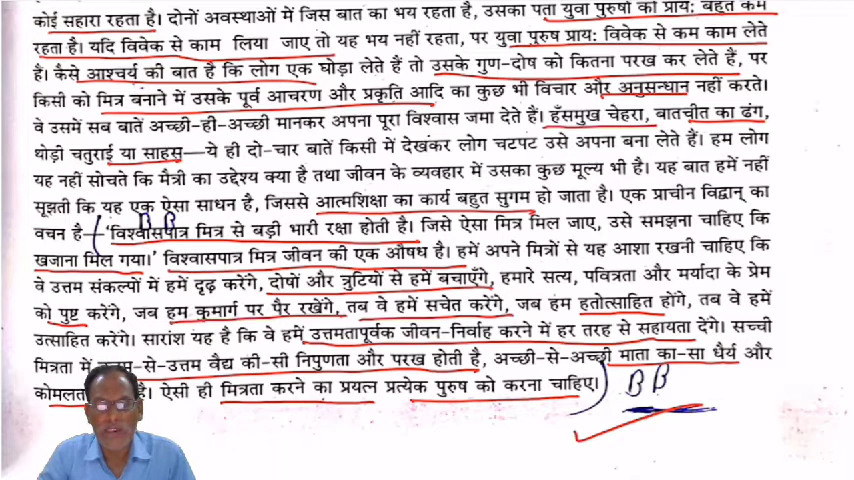 कोई सहारा रहता है। दोनों अवस्थाओं में जिस बात का भय रहता है, उसका पता युवा पुरुषों को प्राय: बहुत कम
रहता है। यदि विवेक से काम लिया जाए तो यह भय नहीं रहता, पर युवा पुरुष प्राय: विवेक से कम काम लेते
हैं। कैसे आश्चर्य की बात है कि लोग एक घोड़ा लेते हैं तो उसके गुण-दोष को कितना परख कर लेते हैं, पर
किसी को मित्र बनाने में उसके पूर्व आचरण और प्रकृति आदि का कुछ भी विचार और अनुसन्धान नहीं करते।
वे उसमें सब बातें अच्छी-ही-अच्छी मानकर अपना पूरा विश्वास जमा देते हैं। हँसमुख चेहरा, बातचीत का ढंग,
थोड़ी चतुराई या साहस—ये ही दो-चार बातें किसी में देखकर लोग चटपट उसे अपना बना लेते हैं। हम लोग
यह नहीं सोचते कि मैत्री का उद्देश्य क्या है तथा जीवन के व्यवहार में उसका कुछ मूल्य भी है। यह बात हमें नहीं
सूझती कि यह एक ऐसा साधन है, जिससे आत्मशिक्षा का कार्य बहुत सुगम हो जाता है। एक प्राचीन विद्वान् का
B B
वचन है—'विश्वासपात्र मित्र से बड़ी भारी रक्षा होती है। जिसे ऐसा मित्र मिल जाए, उसे समझना चाहिए कि
खजाना मिल गया।' विश्वासपात्र मित्र जीवन की एक औषध है। हमें अपने मित्रों से यह आशा रखनी चाहिए कि
वे उत्तम संकल्पों में हमें दृढ़ करेंगे, दोषों और त्रुटियों से हमें बचाएँगे, हमारे सत्य, पवित्रता और मर्यादा के प्रेम
को पुष्ट करेंगे, जब हम कुमार्ग पर पैर रखेंगे, तब वे हमें सचेत करेंगे, जब हम हतोत्साहित होंगे, तब वे हमें
उत्साहित करेंगे। सारांश यह है कि वे हमें उत्तमतापूर्वक जीवन-निर्वाह करने में हर तरह से सहायता देंगे। सच्ची
मित्रता में से-उत्तम वैद्य की-सी निपुणता और परख होती है, अच्छी-से-अच्छी माता का-सा धैर्य और
है। ऐसी ही मित्रता करने का प्रयत्न प्रत्येक पुरुष को करना चाहिए। B B